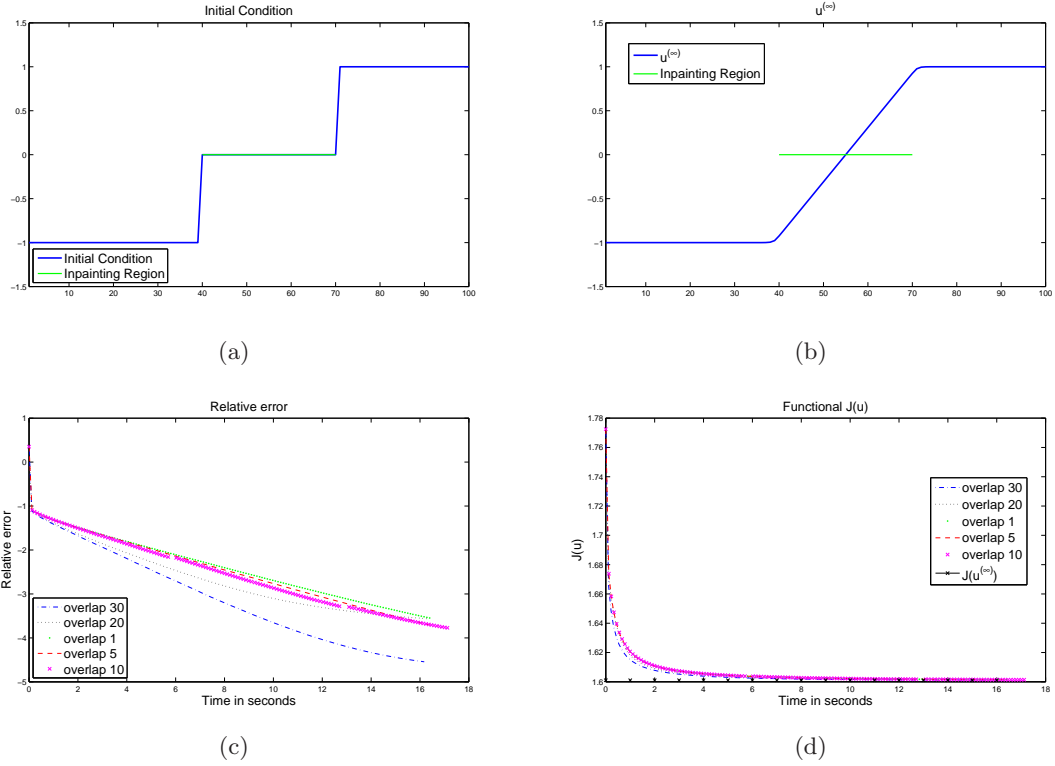 Initial Condition
1.5
1
0.5
0
−0.5
−1
−1.5
10 20 30 40 50 60 70 80 90 100
Initial Condition
Inpainting Region
(a)
u^(∞)
1.5
1
0.5
0
−0.5
−1
−1.5
10 20 30 40 50 60 70 80 90 100
u^(∞)
Inpainting Region
(b)
Relative error
1
0
−1
−2
−3
−4
−5
Relative error
0 2 4 6 8 10 12 14 16 18
Time in seconds
overlap 30
overlap 20
overlap 1
overlap 5
overlap 10
(c)
Functional J(u)
1.78
1.76
1.74
1.72
1.7
1.68
1.66
1.64
1.62
1.6
J(u)
0 2 4 6 8 10 12 14 16 18
Time in seconds
overlap 30
overlap 20
overlap 1
overlap 5
overlap 10
J(u^(∞))
(d)